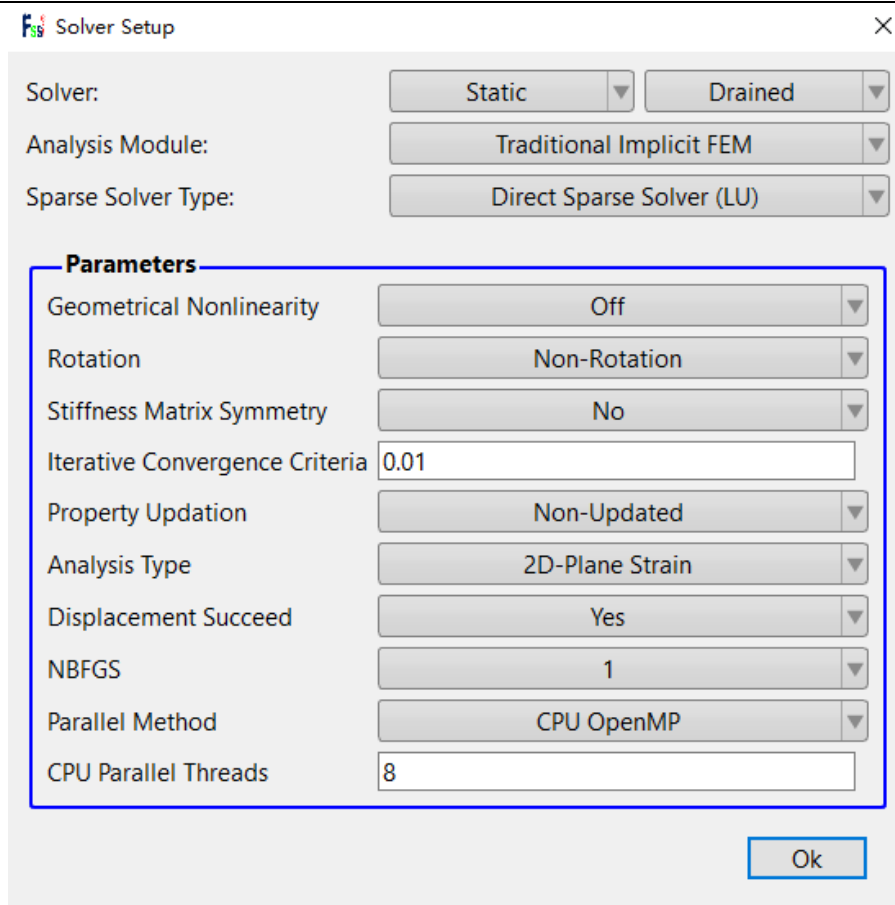 Fss Solver Setup
Solver: Static Drained
Analysis Module: Traditional Implicit FEM
Sparse Solver Type: Direct Sparse Solver (LU)
Parameters
Geometrical Nonlinearity Off
Rotation Non-Rotation
Stiffness Matrix Symmetry No
Iterative Convergence Criteria 0.01
Property Updation Non-Updated
Analysis Type 2D-Plane Strain
Displacement Succeed Yes
NBFGS 1
Parallel Method CPU OpenMP
CPU Parallel Threads 8
Ok